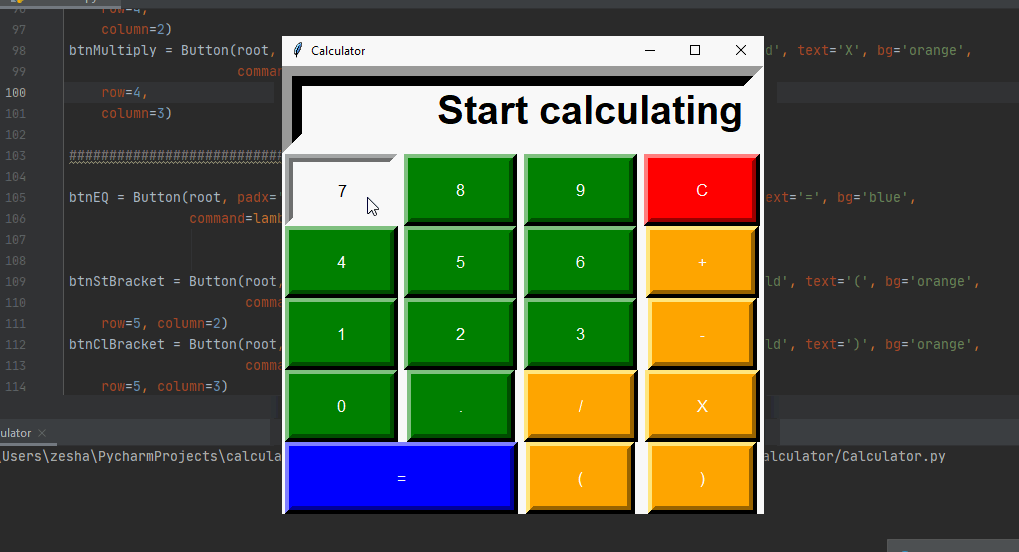 96 row=4,
97 column=2)
98 btnMultiply = Button(root, d', text='X', bg='orange',
Calculator
99 comma
100 row=4,
101 column=3)
Start calculating
102
103 ###########################
104
105 btnEQ = Button(root, padx= ext='=', bg='blue',
106 command=lamb
107
108
109 btnStBracket = Button(root, ld', text='(', bg='orange',
110 comma
111 row=5, column=2)
112 btnClBracket = Button(root, ld', text=')', bg='orange',
113 comma
114 row=5, column=3)
7 8 9 C
4 5 6 +
1 2 3 -
0 . / X
= ( )
ulator
\Users\zesha\PycharmProjects\calcula alculator/Calculator.py